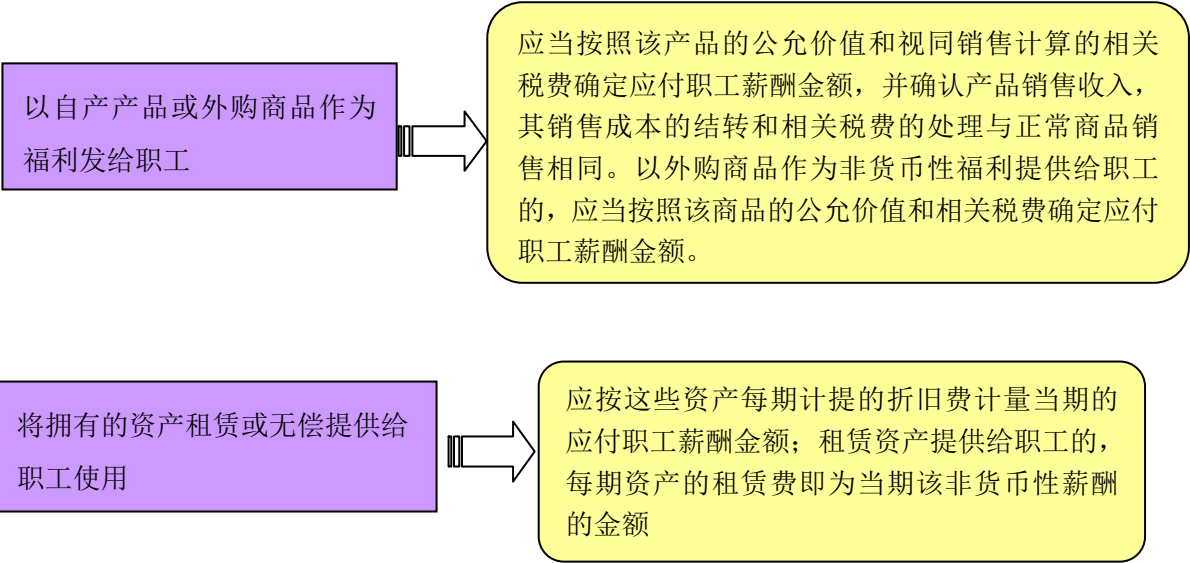 以自产产品或外购商品作为
福利发给职工
应当按照该产品的公允价值和视同销售计算的相关
税费确定应付职工薪酬金额，并确认产品销售收入，
其销售成本的结转和相关税费的处理与正常商品销
售相同。以外购商品作为非货币性福利提供给职工
的，应当按照该商品的公允价值和相关税费确定应付
职工薪酬金额。
将拥有的资产租赁或无偿提供给
职工使用
应按这些资产每期计提的折旧费计量当期的
应付职工薪酬金额；租赁资产提供给职工的，
每期资产的租赁费即为当期该非货币性薪酬
的金额